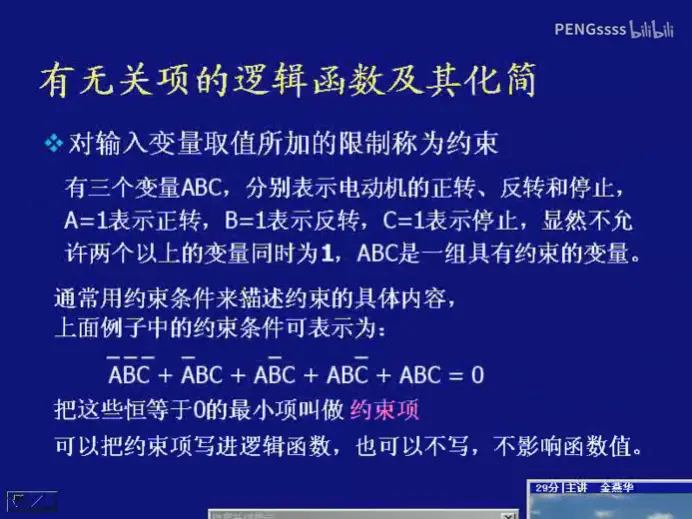 PENGssss bilibili
有无关项的逻辑函数及其化简
对输入变量取值所加的限制称为约束
有三个变量ABC，分别表示电动机的正转、反转和停止，
A=1表示正转，B=1表示反转，C=1表示停止，显然不允
许两个以上的变量同时为1，ABC是一组具有约束的变量。
通常用约束条件来描述约束的具体内容，
上面例子中的约束条件可表示为：
A̅B̅C̅ + A̅BC + AB̅C + ABC̅ + ABC = 0
把这些恒等于0的最小项叫做 约束项
可以把约束项写进逻辑函数，也可以不写，不影响函数值。
29分|主讲 金燕华